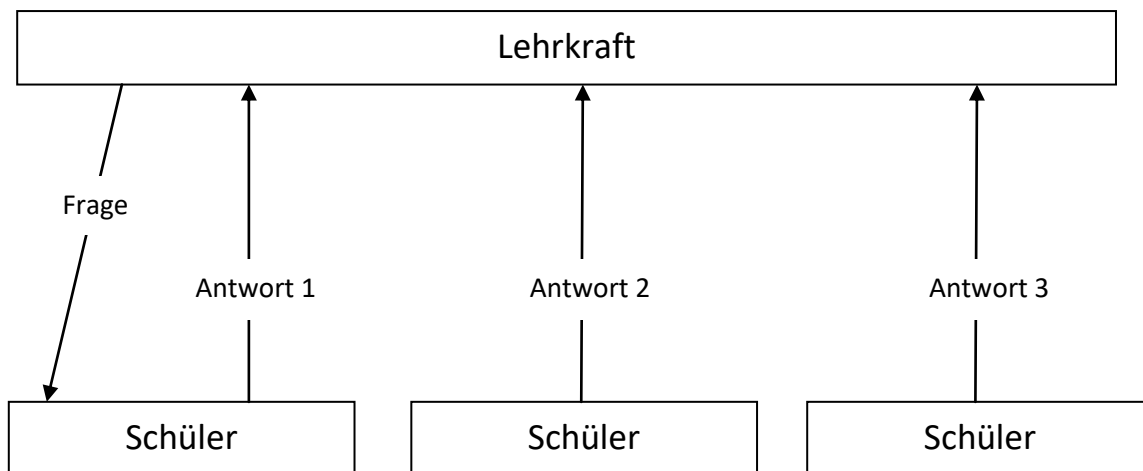 Lehrkraft
Frage
Antwort 1
Antwort 2
Antwort 3
Schüler
Schüler
Schüler